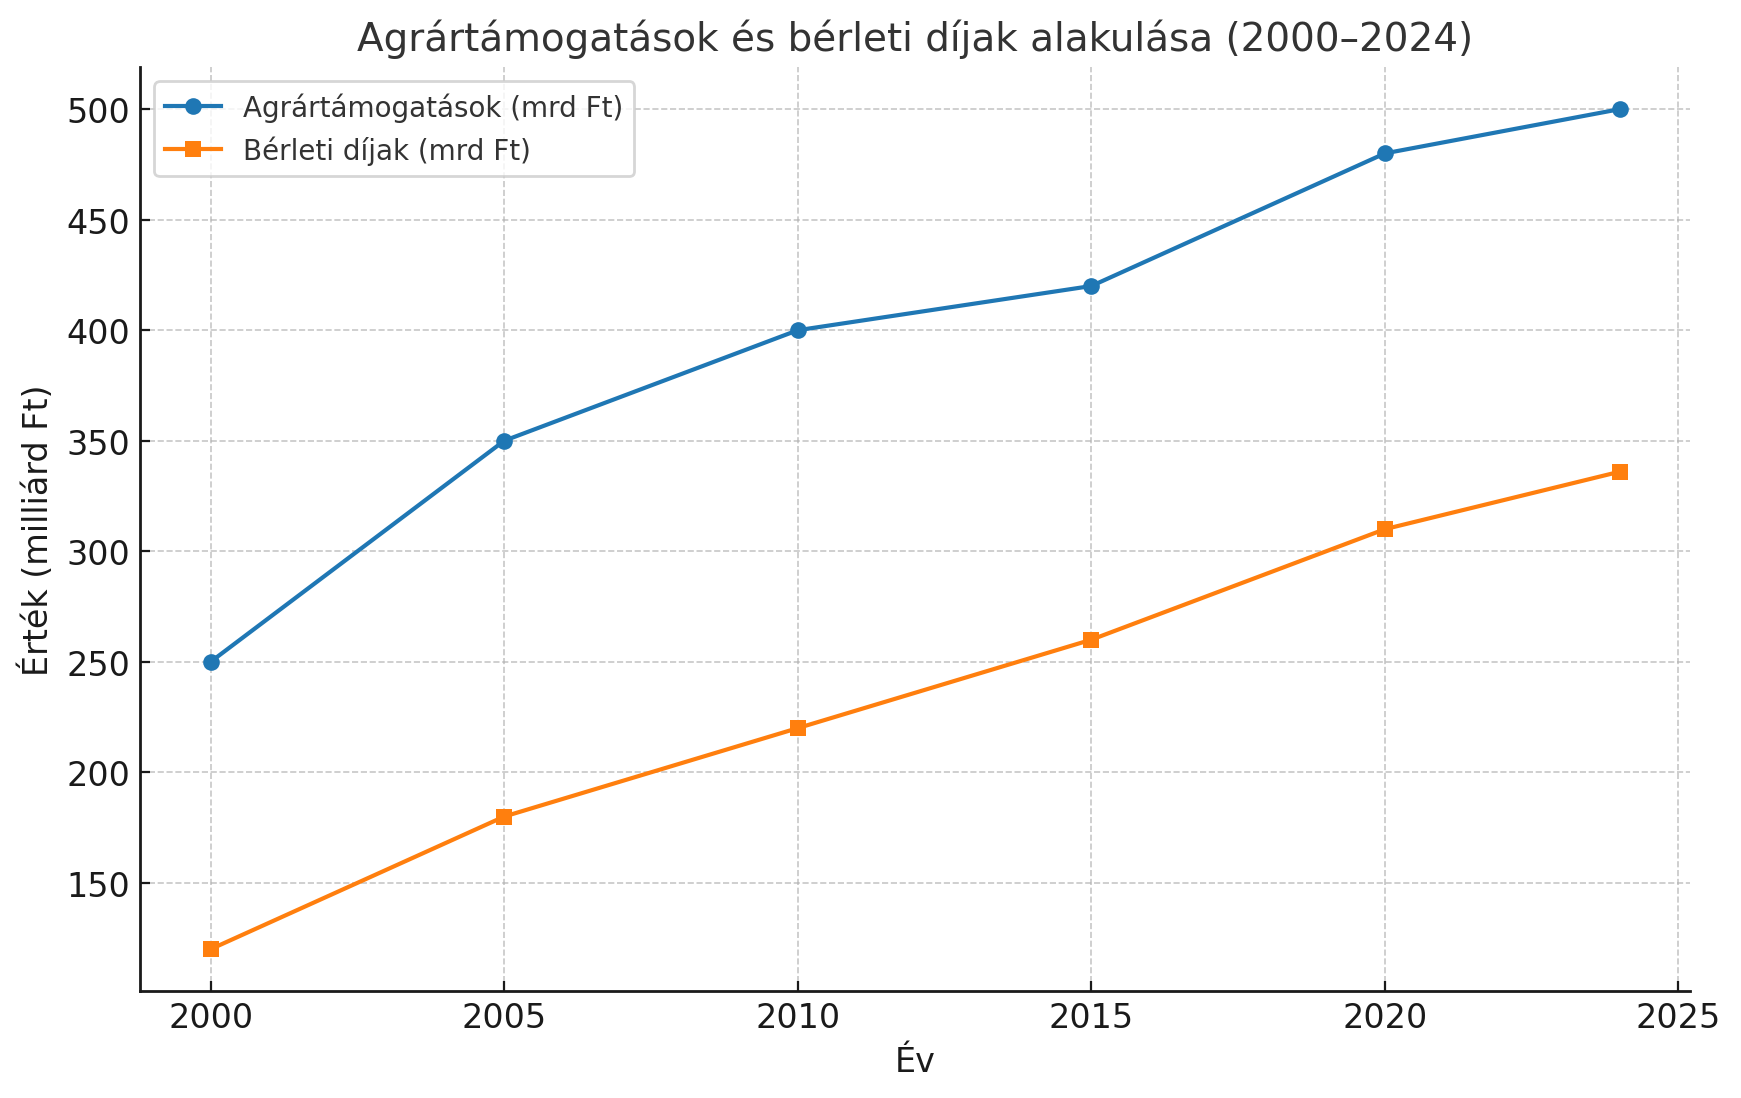 Agrártámogatások és bérleti díjak alakulása (2000–2024)
Agrártámogatások (mrd Ft)
Bérleti díjak (mrd Ft)
Érték (milliárd Ft)
500
450
400
350
300
250
200
150
2000 2005 2010 2015 2020 2025
Év